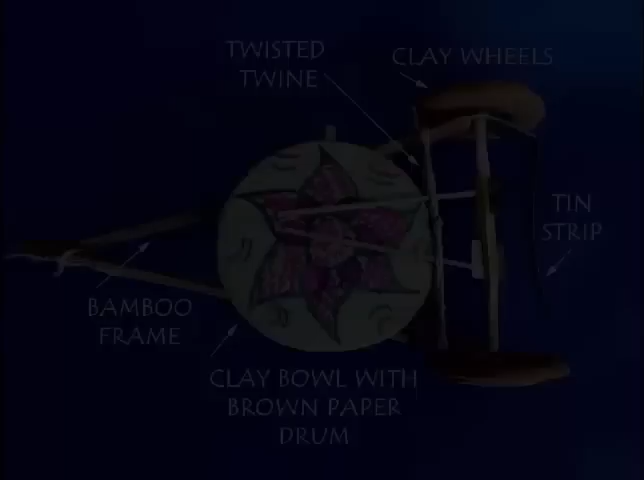 TWISTED
TWINE
CLAY WHEELS
TIN
STRIP
BAMBOO
FRAME
CLAY BOWL WITH
BROWN PAPER
DRUM